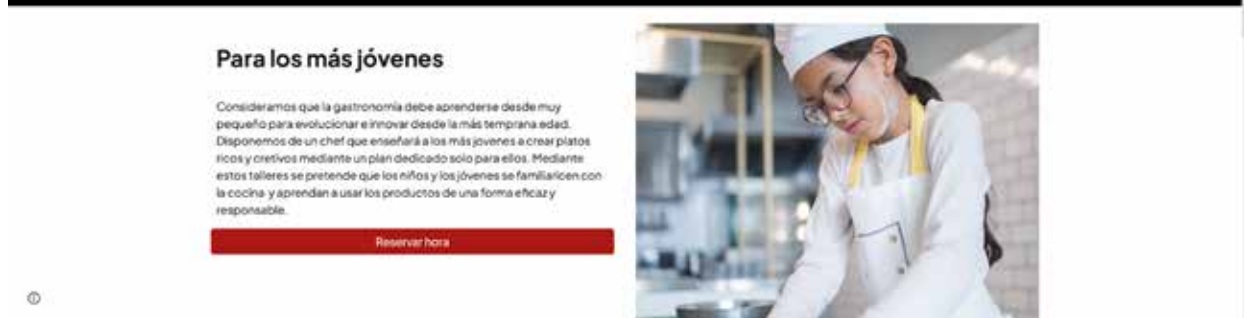 Para los más jóvenes
Consideramos que la gastronomía debe aprenderse desde muy
pequeño para evolucionar e innovar desde la más temprana edad.
Disponemos de un chef que enseñará a los más jovenes a crear platos
ricos y cretivos mediante un plan dedicado solo para ellos. Mediante
estos talleres se pretende que los niños y los jóvenes se familiaricen con
la cocina y aprendan a usar los productos de una forma eficaz y
responsable.
Reservar hora